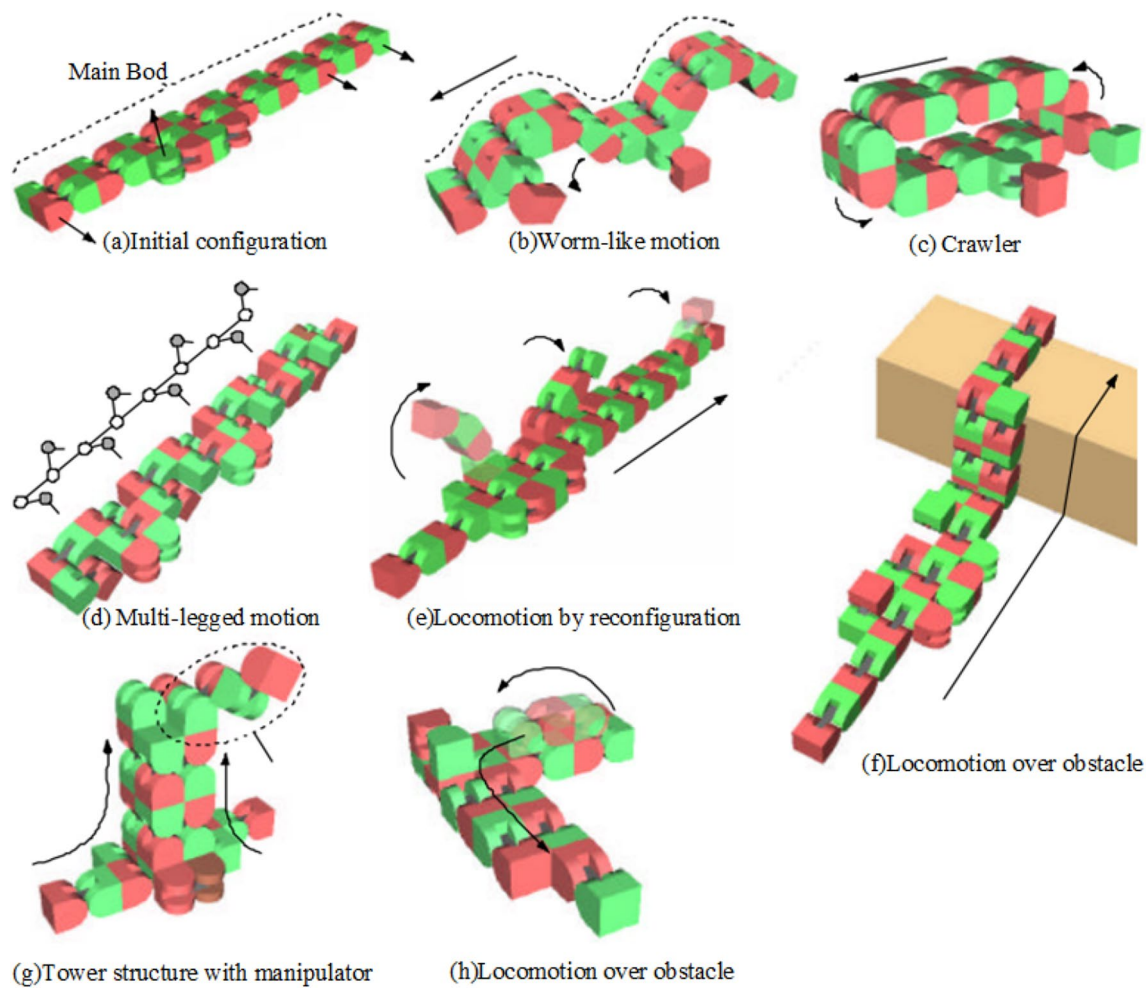 Main Bod
(a)Initial configuration
(b)Worm-like motion
(c) Crawler
(d) Multi-legged motion
(e)Locomotion by reconfiguration
(f)Locomotion over obstacle
(g)Tower structure with manipulator
(h)Locomotion over obstacle